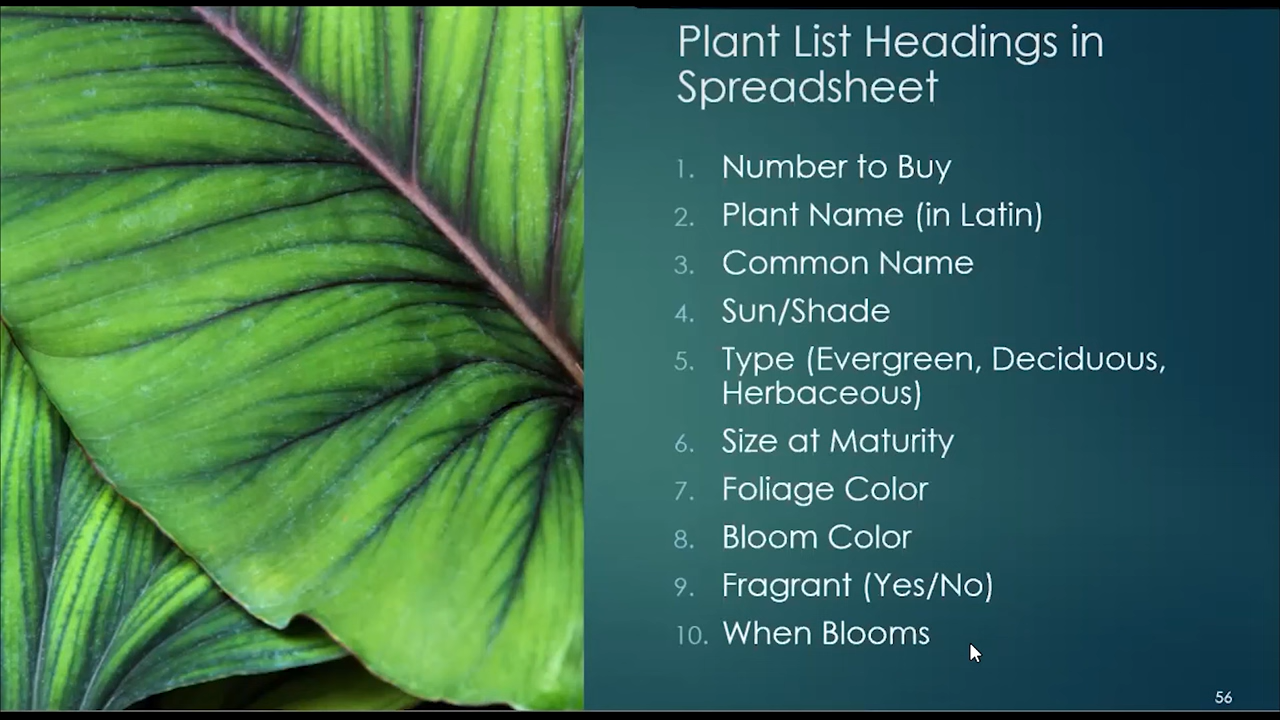 Plant List Headings in
Spreadsheet
1. Number to Buy
2. Plant Name (in Latin)
3. Common Name
4. Sun/Shade
5. Type (Evergreen, Deciduous,
Herbaceous)
6. Size at Maturity
7. Foliage Color
8. Bloom Color
9. Fragrant (Yes/No)
10. When Blooms
56